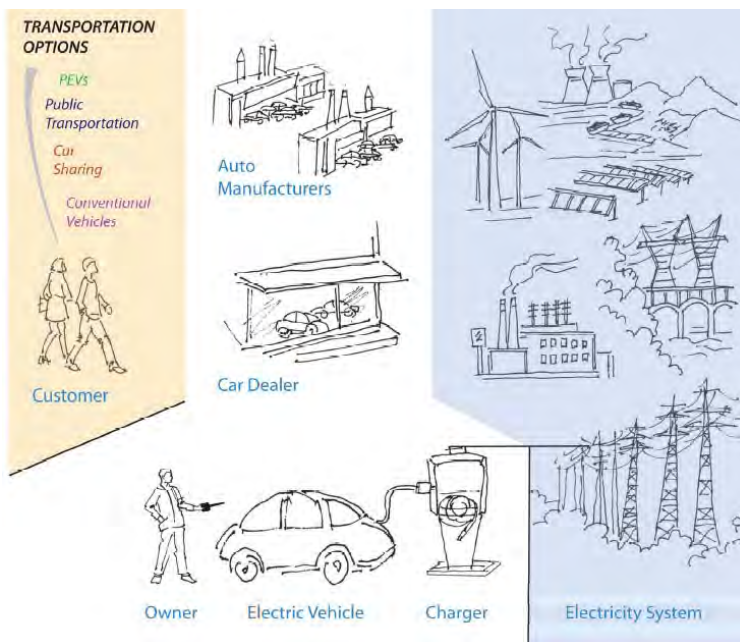 TRANSPORTATION
OPTIONS
PEVs
Public
Transportation
Car
Sharing
Conventional
Vehicles
Customer
Auto
Manufacturers
Car Dealer
Owner
Electric Vehicle
Charger
Electricity System